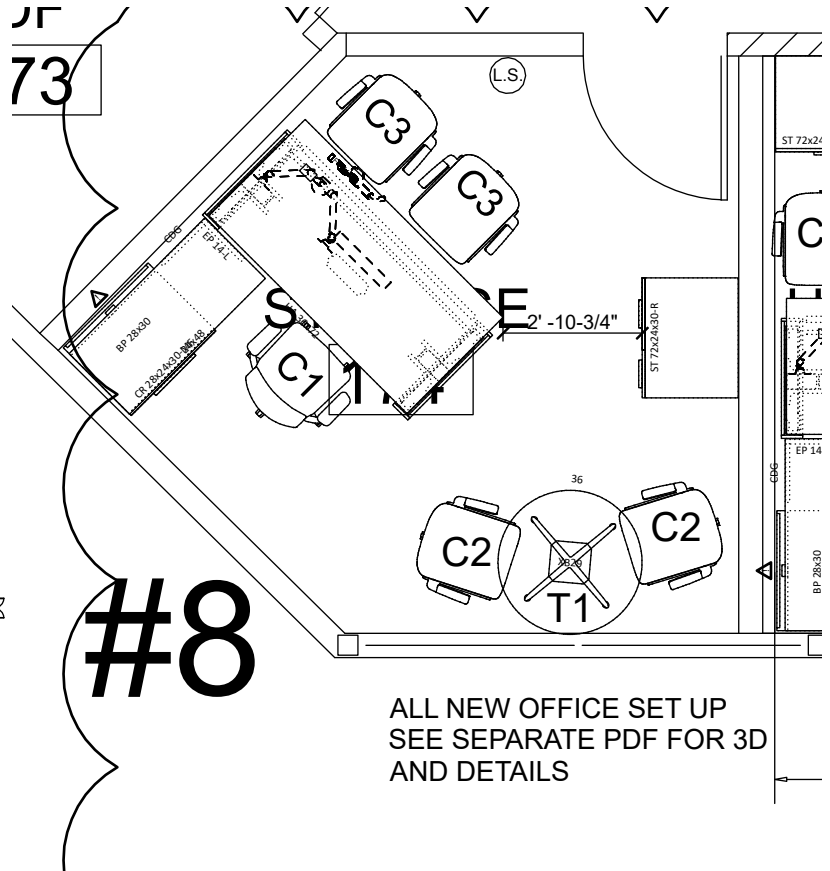 73
L.S.
C3
C3
ST 72x24
CDG
EP 14-L
C
BP 28x30
2' -10-3/4"
ST 72x24x30-R
C1
EP 14
CDG
36
C2
C2
T1
BP 28x30
#8
ALL NEW OFFICE SET UP
SEE SEPARATE PDF FOR 3D
AND DETAILS